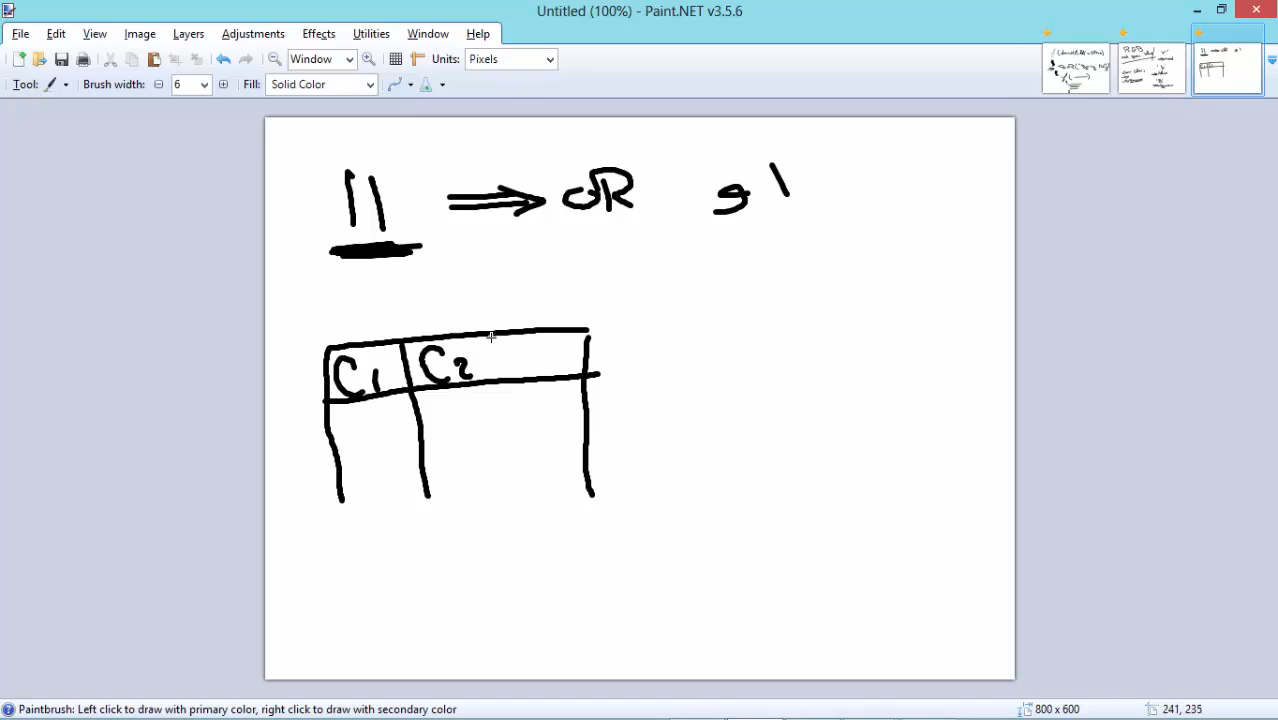 Untitled (100%) - Paint.NET v3.5.6
File Edit View Image Layers Adjustments Effects Utilities Window Help
Window Units: Pixels
Tool: Brush width: 6 Fill: Solid Color
|| ⇒ OR او
C1 C2
Paintbrush: Left click to draw with primary color, right click to draw with secondary color 800 x 600 241, 235